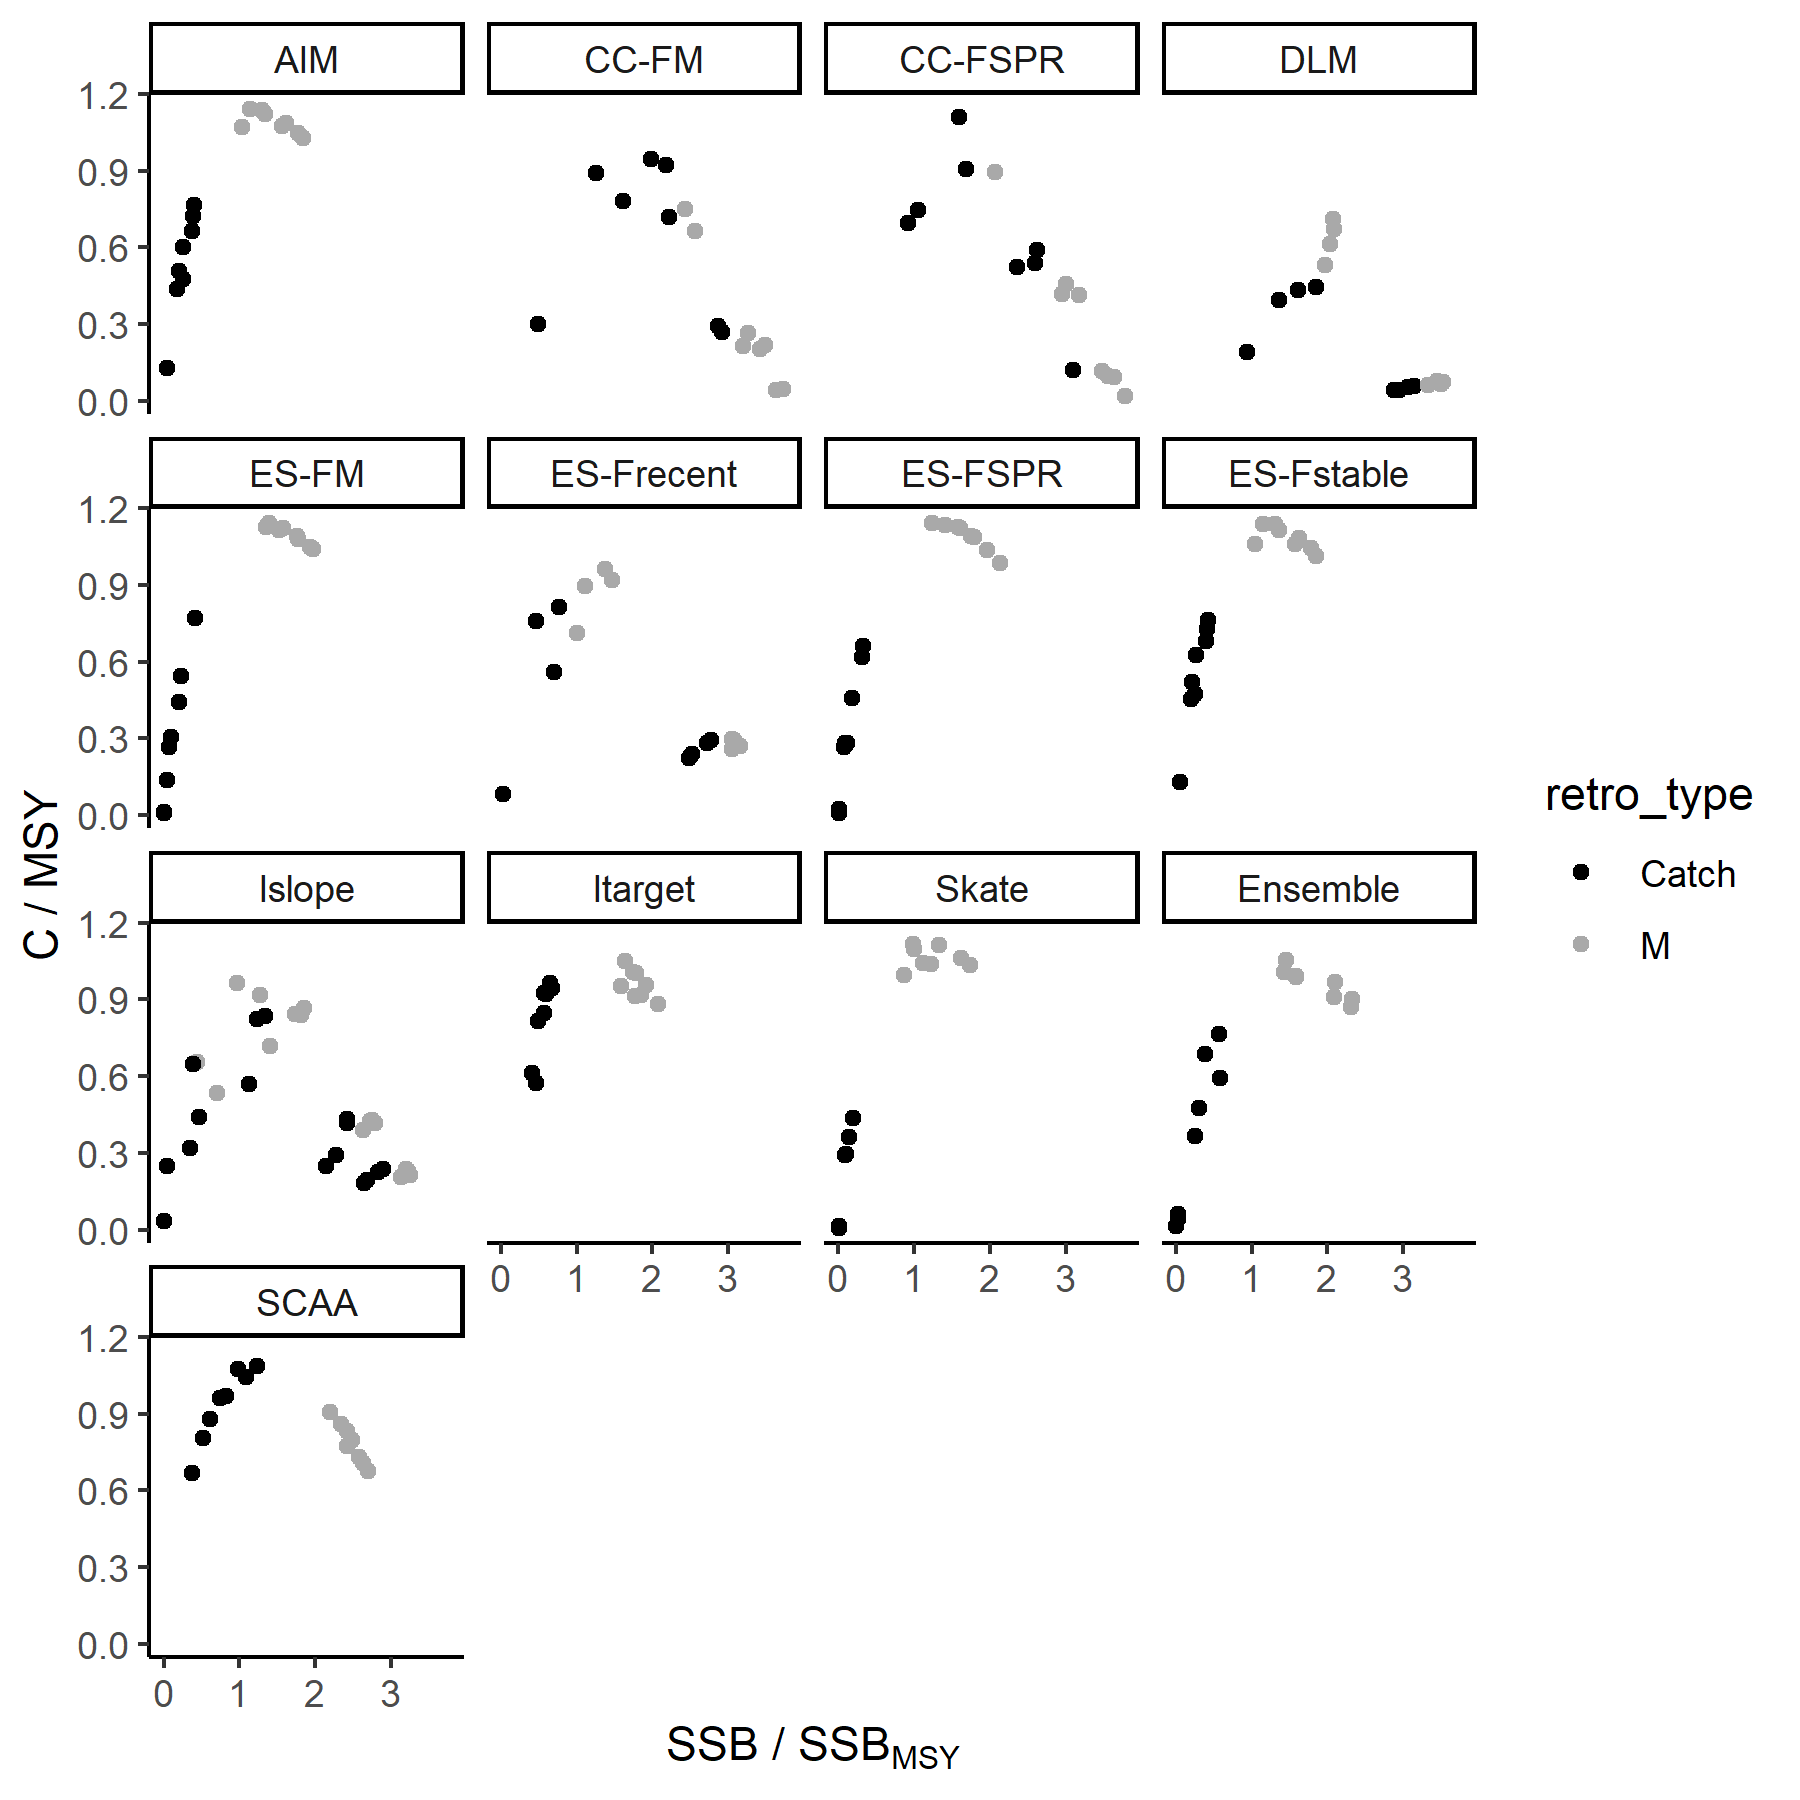 AIM CC-FM CC-FSPR DLM
1.2
0.9
0.6
0.3
0.0
ES-FM ES-Frecent ES-FSPR ES-Fstable
1.2
0.9
0.6
0.3
0.0
C / MSY
Islope Itarget Skate Ensemble
1.2
0.9
0.6
0.3
0.0
0 1 2 3 0 1 2 3 0 1 2 3
SCAA
1.2
0.9
0.6
0.3
0.0
0 1 2 3
SSB / SSBMSY
retro_type
Catch
M